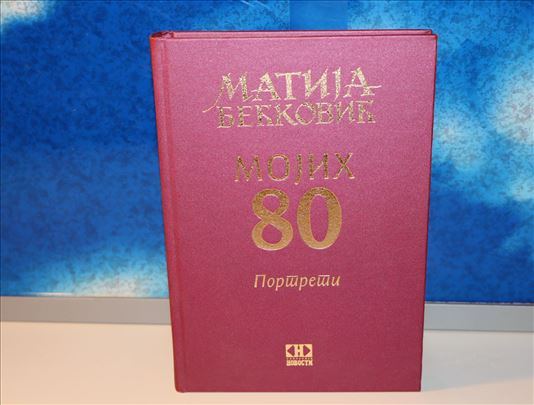 МАТИЈА
БЕЋКОВИЋ
МОЈИХ
80
Портрети
Н
НОВОСТИ